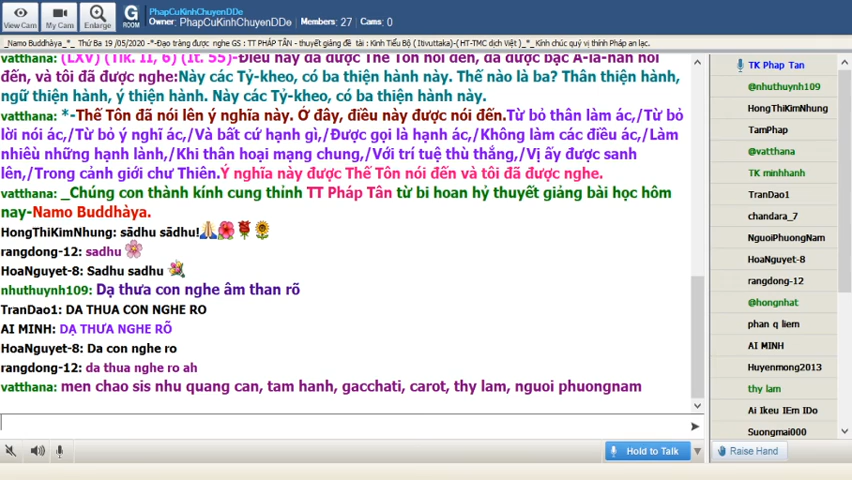 View Cam
My Cam
Enlarge
G
ROOM
PhapCuKinhChuyenDDe
Owner: PhapCuKinhChuyenDDe Members: 27 Cams: 0
_Namo Buddhàya_*_ Thứ Ba 19 /05/2020 -*-Đạo tràng được nghe GS : TT PHÁP TÂN - thuyết giảng đề tài : Kinh Tiểu Bộ ( Itivuttaka)-( HT-TMC dịch Việt )_* Kính chúc quý vị thính Pháp an lạc.
vatthana: (LXV) (Tik. II, 6) (It. 55)-Điều này đã được Thế Tôn nói đến, đã được bậc A-la-hán nói
đến, và tôi đã được nghe:Này các Tỷ-kheo, có ba thiện hành này. Thế nào là ba? Thân thiện hành,
ngữ thiện hành, ý thiện hành. Này các Tỷ-kheo, có ba thiện hành này.
vatthana: *-Thế Tôn đã nói lên ý nghĩa này. Ở đây, điều này được nói đến.Từ bỏ thân làm ác,/Từ bỏ
lời nói ác,/Từ bỏ ý nghĩ ác,/Và bất cứ hạnh gì,/Được gọi là hạnh ác,/Không làm các điều ác,/Làm
nhiêù những hạnh lành,/Khi thân hoại mạng chung,/Với trí tuệ thù thắng,/Vị ấy được sanh
lên,/Trong cảnh giới chư Thiên.Ý nghĩa này được Thế Tôn nói đến và tôi đã được nghe.
vatthana: _Chúng con thành kính cung thỉnh TT Pháp Tân từ bi hoan hỷ thuyết giảng bài học hôm
nay-Namo Buddhàya.
HongThiKimNhung: sādhu sādhu!
rangdong-12: sadhu
HoaNguyet-8: Sadhu sadhu
nhuthuynh109: Dạ thưa con nghe âm than rõ
TranDao1: DA THUA CON NGHE RO
AI MINH: DẠ THƯA NGHE RÕ
HoaNguyet-8: Da con nghe ro
rangdong-12: da thua nghe ro ah
vatthana: men chao sis nhu quang can, tam hanh, gacchati, carot, thy lam, nguoi phuongnam
Hold to Talk
TK Phap Tan
@nhuthuynh109
HongThiKimNhung
TamPhap
@vatthana
TK minhhanh
TranDao1
chandara_7
NguoiPhuongNam
HoaNguyet-8
rangdong-12
@hongnhat
phan q liem
AI MINH
Huyenmong2013
thy lam
Ai Ikeu IEm IDo
Suongmai000
Raise Hand